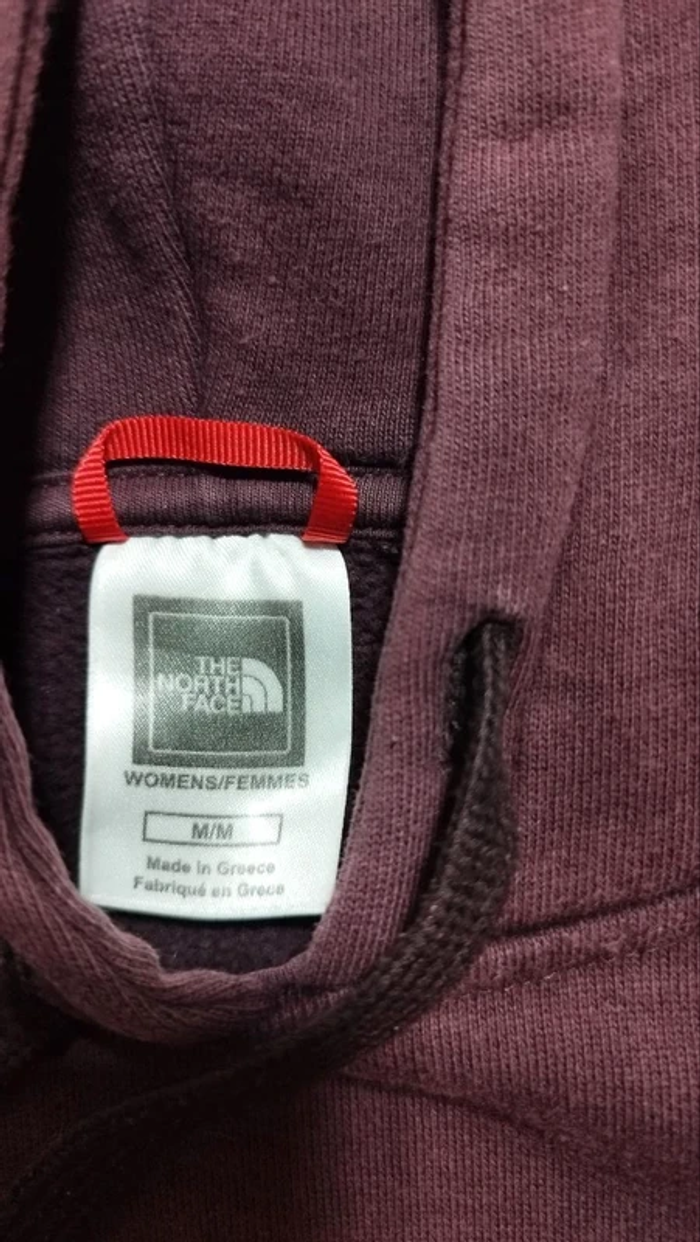 THE
NORTH
FACE
WOMENS/FEMMES
M/M
Made in Greece
Fabriqué en Grece